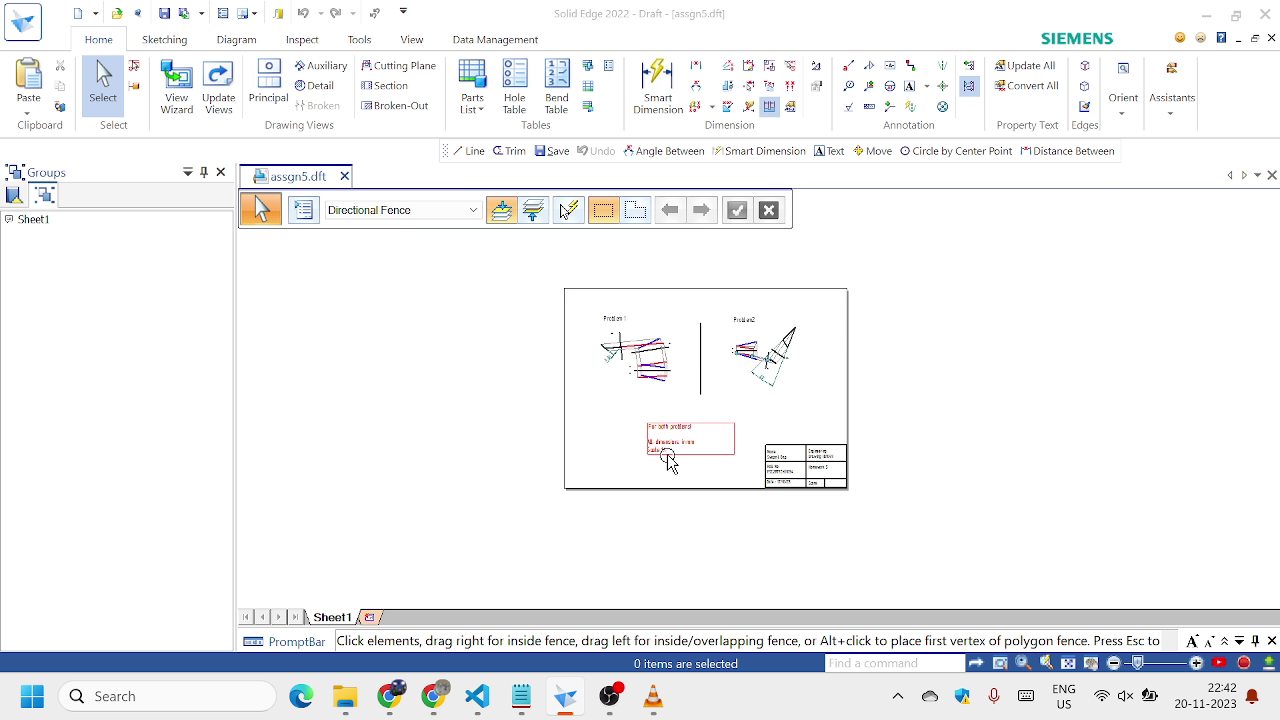 Solid Edge 2022 - Draft - [assgn5.dft]
Home
Sketching
Diagram
Inspect
Tools
View
Data Management
SIEMENS
Paste
Clipboard
Select
Select
View Wizard
Update Views
Principal
Auxiliary
Detail
Broken
Cutting Plane
Section
Broken-Out
Drawing Views
Parts List
Hole Table
Bend Table
Tables
Smart Dimension
Dimension
Annotation
Update All
Convert All
Property Text
Edges
Orient
Assistants
Line
Trim
Save
Undo
Angle Between
Smart Dimension
Text
Move
Circle by Center Point
Distance Between
Groups
assgn5.dft
Directional Fence
Sheet1
Problem 1
Problem2
For both problems:
All dimensions in mm
Sheet1
PromptBar
Click elements, drag right for inside fence, drag left for inside/overlapping fence, or Alt+click to place first vertex of polygon fence. Press Esc to
0 items are selected
Find a command
Search
ENG
US
22:42
20-11-2023